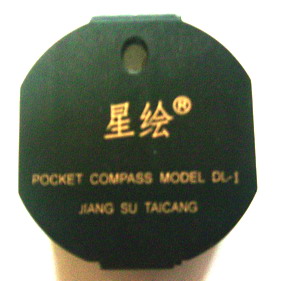 星绘®
POCKET COMPASS MODEL DL-1
JIANG SU TAICANG